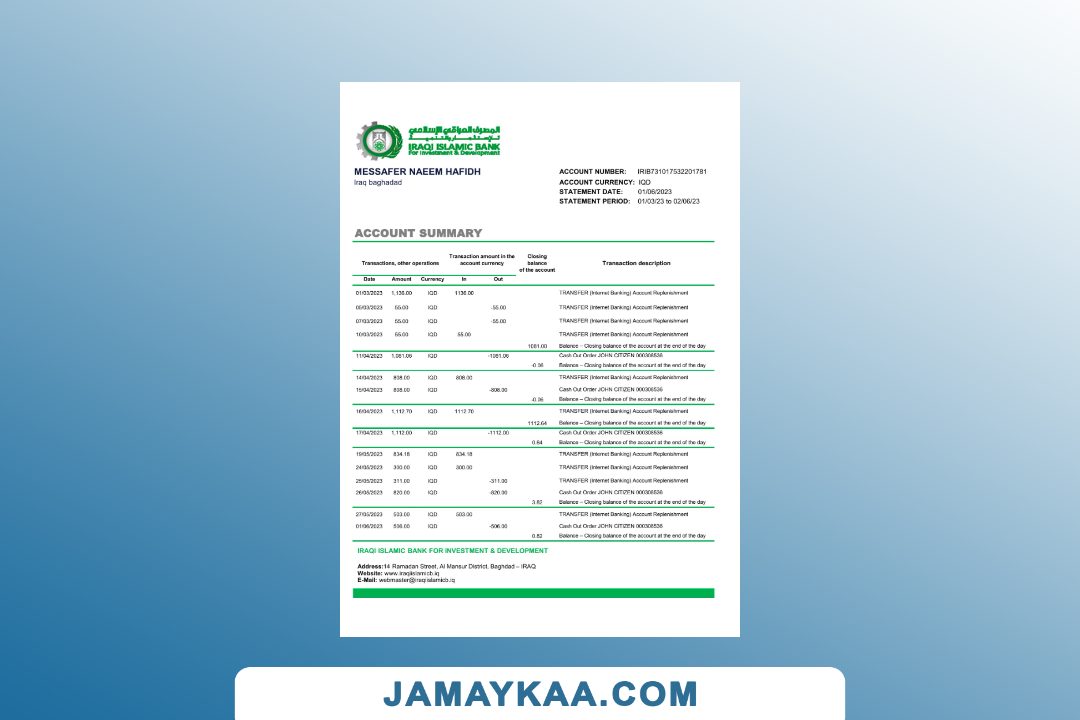 المصرف العراقي الإسلامي
للإستثمار والتنمية
IRAQI ISLAMIC BANK
For Investment & Development
MESSAFER NAEEM HAFIDH
Iraq baghadad
ACCOUNT NUMBER: IRIB731017532201781
ACCOUNT CURRENCY: IQD
STATEMENT DATE: 01/06/2023
STATEMENT PERIOD: 01/03/23 to 02/06/23
ACCOUNT SUMMARY
Transactions, other operations Transaction amount in the account currency Closing balance of the account Transaction description
Date Amount Currency In Out
01/03/2023 1,136.00 IQD 1136.00 TRANSFER (Internet Banking) Account Replenishment
05/03/2023 55.00 IQD -55.00 TRANSFER (Internet Banking) Account Replenishment
07/03/2023 55.00 IQD -55.00 TRANSFER (Internet Banking) Account Replenishment
10/03/2023 55.00 IQD 55.00 TRANSFER (Internet Banking) Account Replenishment
1081.00 Balance – Closing balance of the account at the end of the day
11/04/2023 1,081.06 IQD -1081.06 Cash Out Order JOHN CITIZEN 000308536
-0.06 Balance – Closing balance of the account at the end of the day
14/04/2023 808.00 IQD 808.00 TRANSFER (Internet Banking) Account Replenishment
15/04/2023 808.00 IQD -808.00 Cash Out Order JOHN CITIZEN 000308536
-0.06 Balance – Closing balance of the account at the end of the day
16/04/2023 1,112.70 IQD 1112.70 TRANSFER (Internet Banking) Account Replenishment
1112.64 Balance – Closing balance of the account at the end of the day
17/04/2023 1,112.00 IQD -1112.00 Cash Out Order JOHN CITIZEN 000308536
0.64 Balance – Closing balance of the account at the end of the day
19/05/2023 834.18 IQD 834.18 TRANSFER (Internet Banking) Account Replenishment
24/05/2023 300.00 IQD 300.00 TRANSFER (Internet Banking) Account Replenishment
25/05/2023 311.00 IQD -311.00 TRANSFER (Internet Banking) Account Replenishment
26/05/2023 820.00 IQD -820.00 Cash Out Order JOHN CITIZEN 000308536
3.82 Balance – Closing balance of the account at the end of the day
27/05/2023 503.00 IQD 503.00 TRANSFER (Internet Banking) Account Replenishment
01/06/2023 506.00 IQD -506.00 Cash Out Order JOHN CITIZEN 000308536
0.82 Balance – Closing balance of the account at the end of the day
IRAQI ISLAMIC BANK FOR INVESTMENT & DEVELOPMENT
Address:14 Ramadan Street, Al Mansur District, Baghdad – IRAQ
Website: www.iraqiislamicb.iq
E-Mail: webmaster@iraqiislamicb.iq
JAMAYKAA.COM